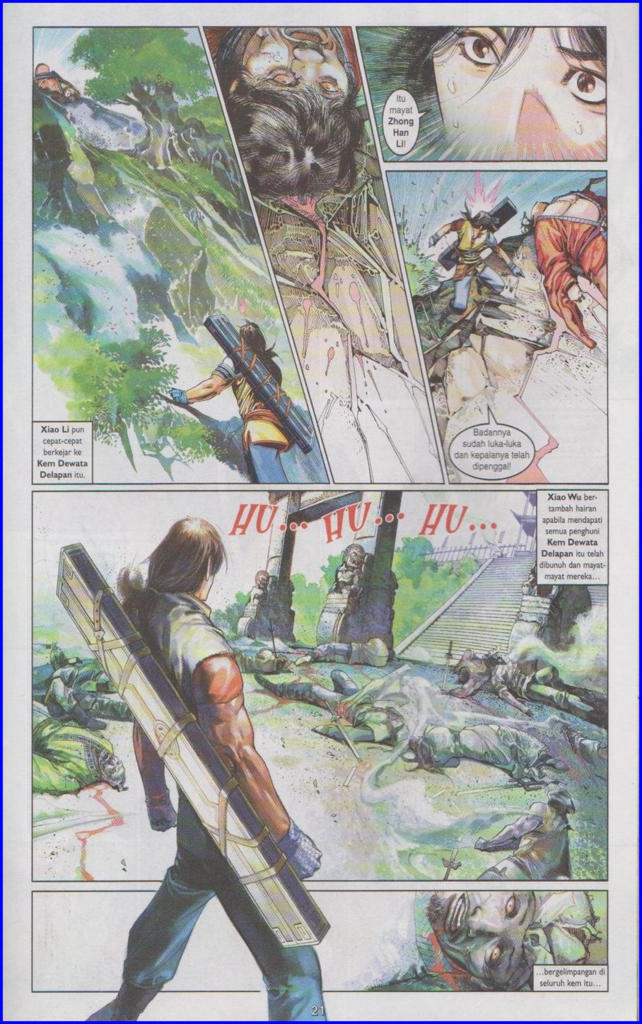 Itu
mayat
Zhong
Han
Li!
Xiao Li pun
cepat-cepat
berkejar ke
Kem Dewata
Delapan itu.
Badannya
sudah luka-luka
dan kepalanya telah
dipenggal!
HU... HU... HU...
Xiao Wu ber-
tambah hairan
apabila mendapati
semua penghuni
Kem Dewata
Delapan itu telah
dibunuh dan mayat-
mayat mereka...
...bergelimpangan di
seluruh kem itu...
21